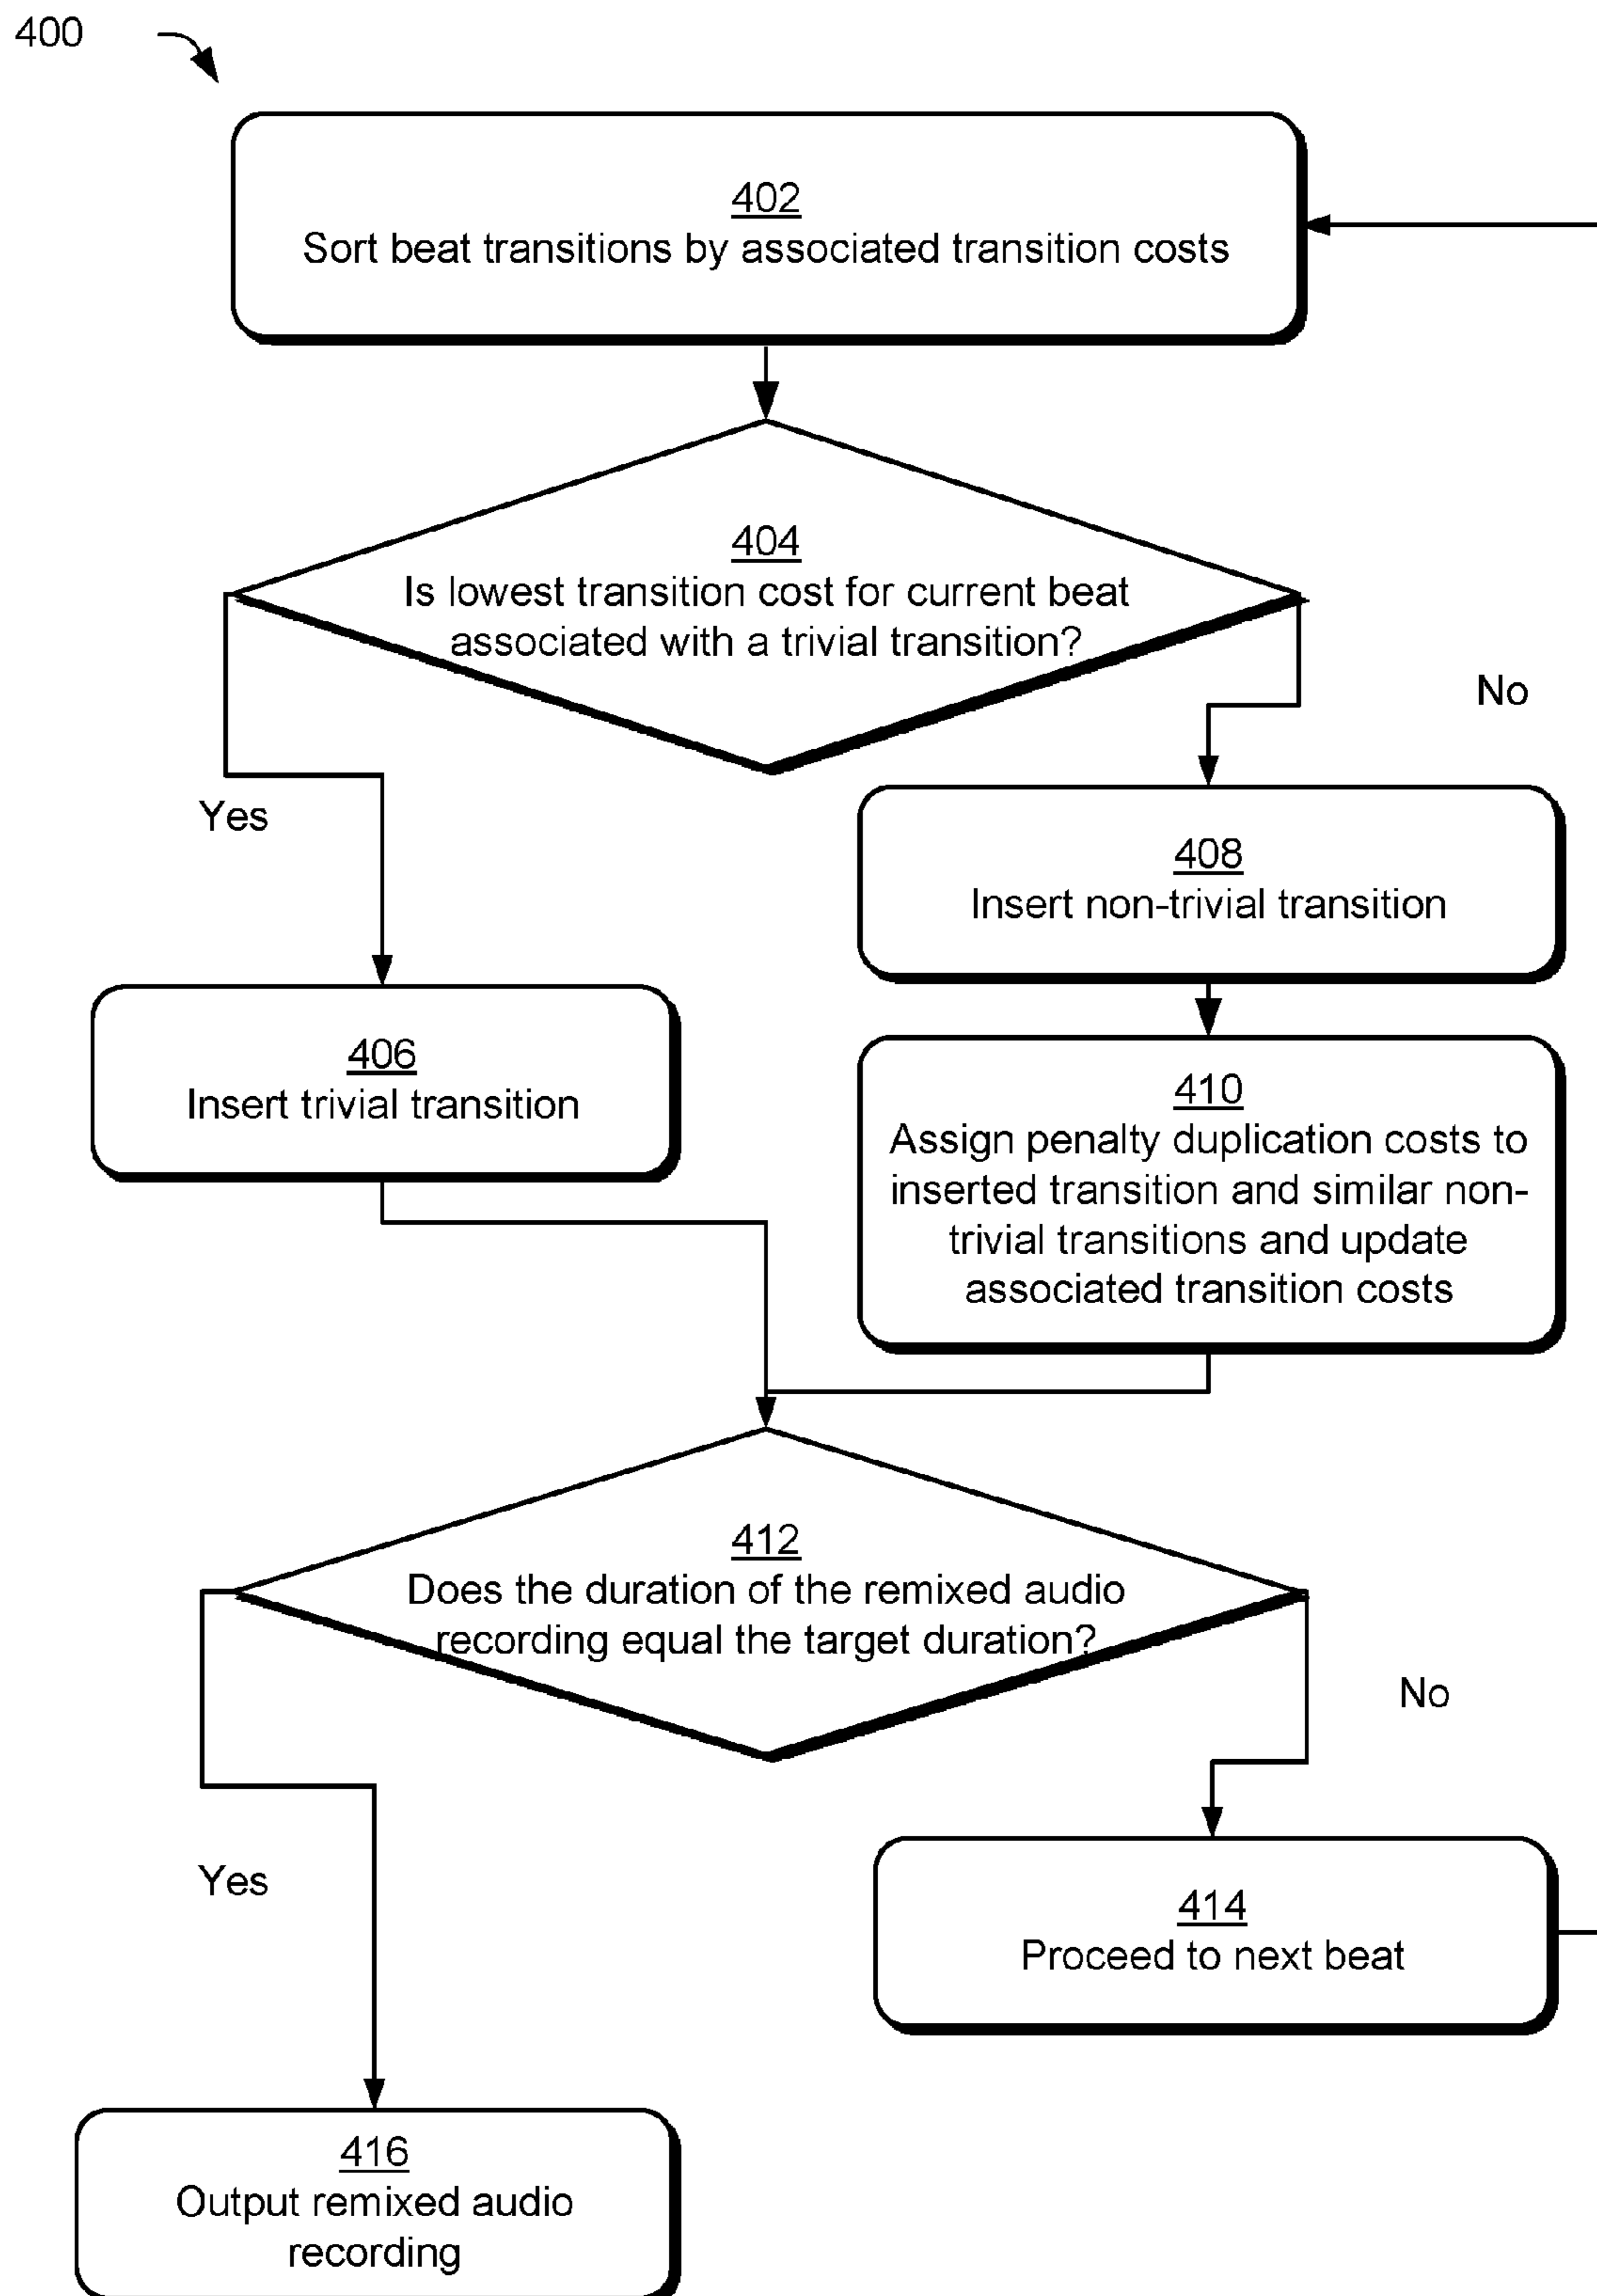 400
402
Sort beat transitions by associated transition costs
404
Is lowest transition cost for current beat
associated with a trivial transition?
No
Yes
408
Insert non-trivial transition
406
Insert trivial transition
410
Assign penalty duplication costs to
inserted transition and similar non-
trivial transitions and update
associated transition costs
412
Does the duration of the remixed audio
recording equal the target duration?
No
Yes
414
Proceed to next beat
416
Output remixed audio
recording